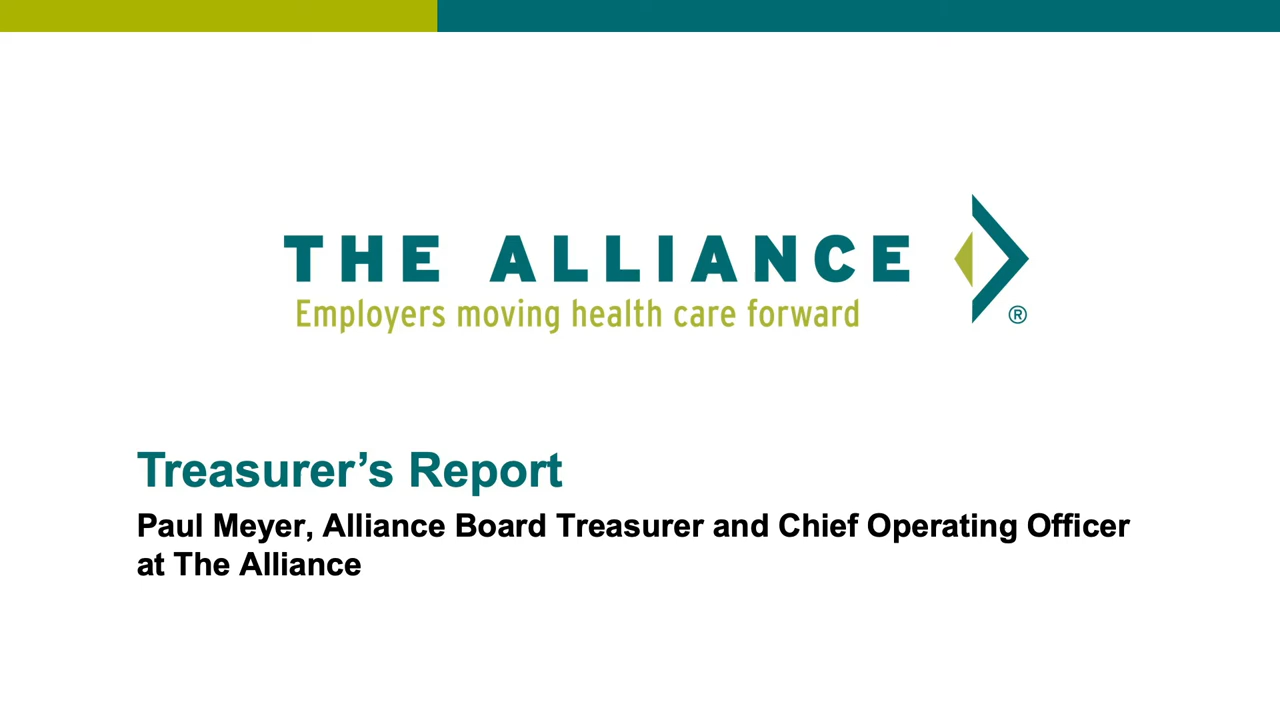 THE ALLIANCE
Employers moving health care forward
®
Treasurer’s Report
Paul Meyer, Alliance Board Treasurer and Chief Operating Officer
at The Alliance